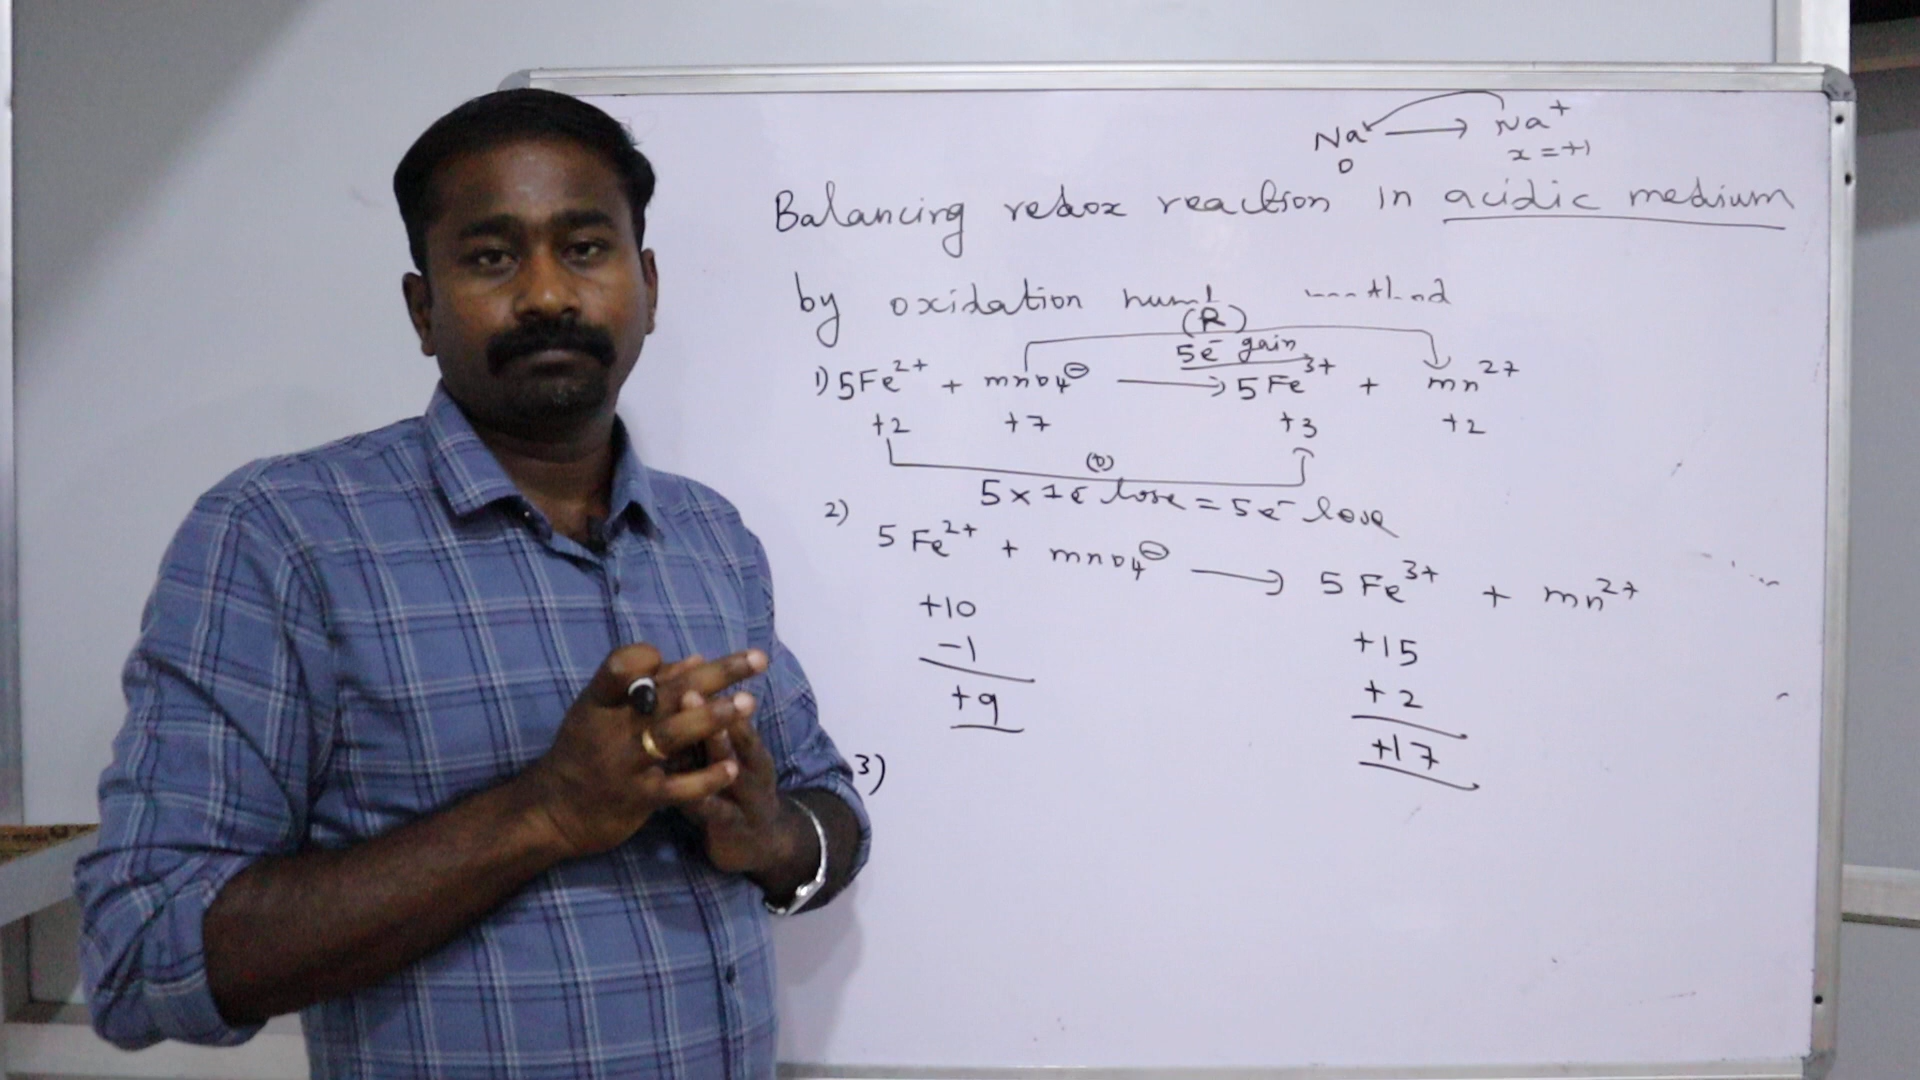 Na → Na⁺
0 x = +1
Balancing redox reaction in acidic medium
by oxidation
(R)
5e⁻ gain
1) 5Fe²⁺ + mnO4⊖ → 5Fe³⁺ + mn²⁺
+2 +7 +3 +2
(O)
5 x 1e lose = 5e⁻ lose
2) 5Fe²⁺ + mnO4⊖ → 5Fe³⁺ + mn²⁺
+10 +15
-1 +2
+9 +17
3)